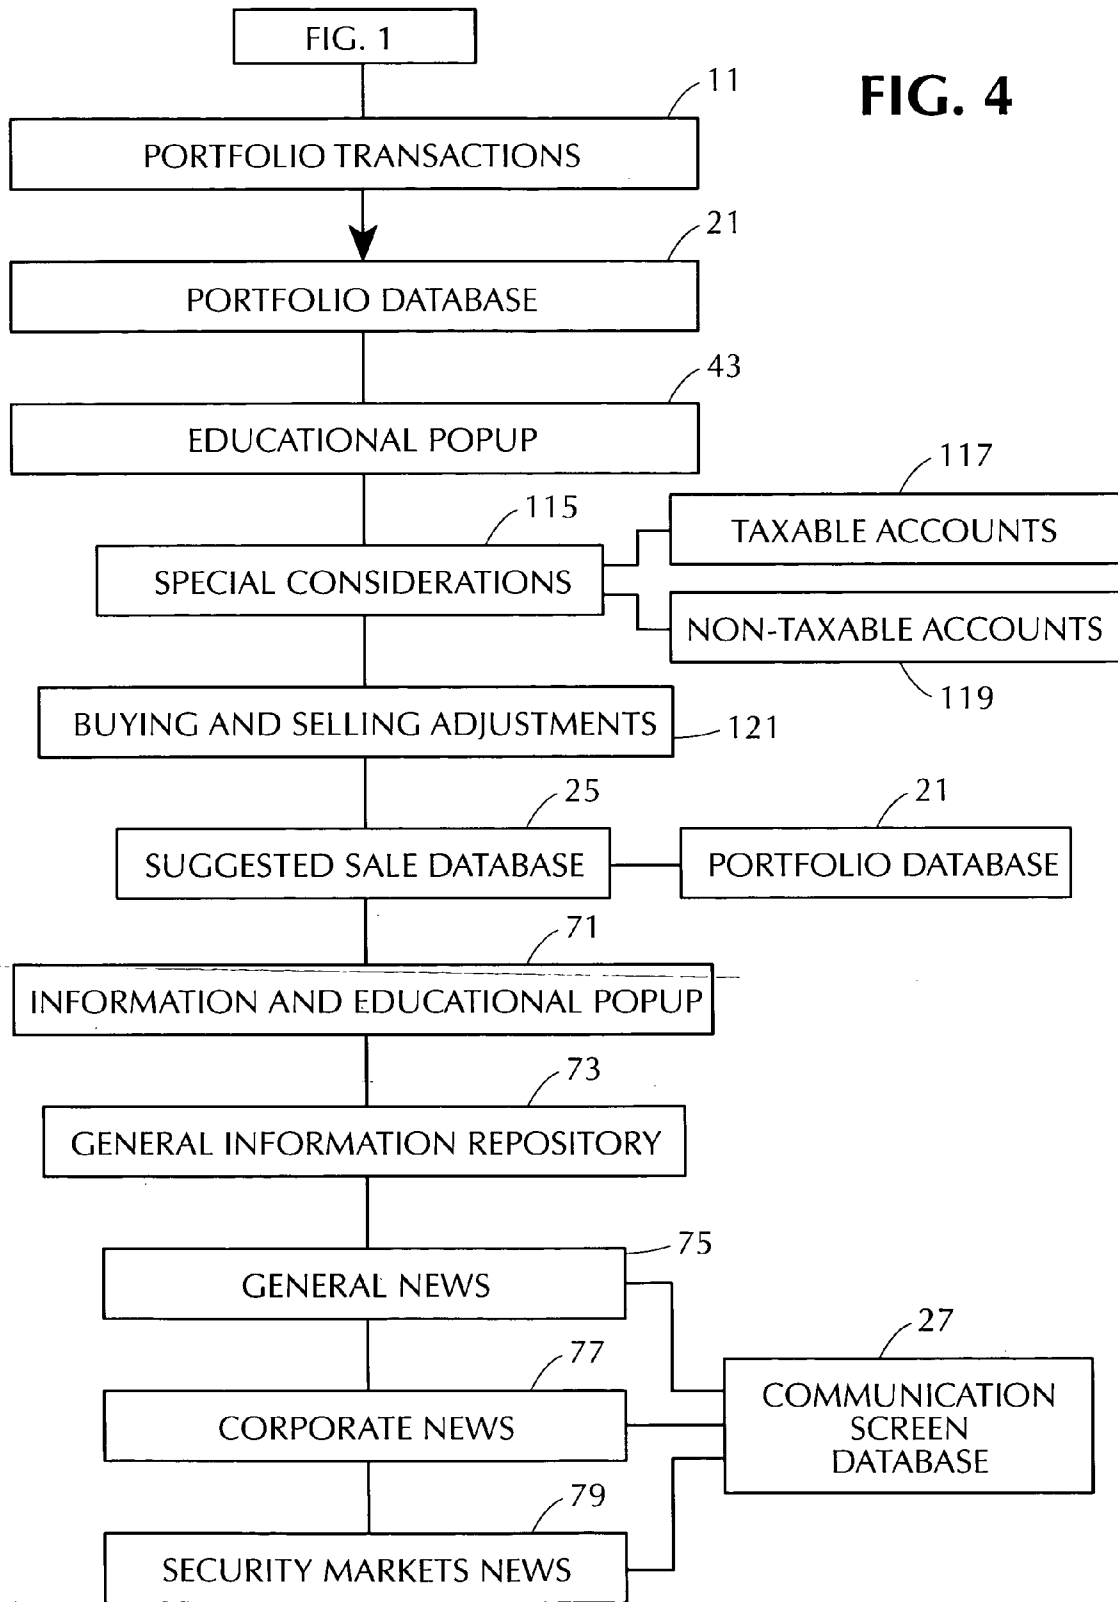 FIG. 1
FIG. 4
11
PORTFOLIO TRANSACTIONS
21
PORTFOLIO DATABASE
43
EDUCATIONAL POPUP
117
TAXABLE ACCOUNTS
115
SPECIAL CONSIDERATIONS
NON-TAXABLE ACCOUNTS
119
BUYING AND SELLING ADJUSTMENTS
121
25
SUGGESTED SALE DATABASE
21
PORTFOLIO DATABASE
71
INFORMATION AND EDUCATIONAL POPUP
73
GENERAL INFORMATION REPOSITORY
75
GENERAL NEWS
27
COMMUNICATION
SCREEN
DATABASE
77
CORPORATE NEWS
79
SECURITY MARKETS NEWS